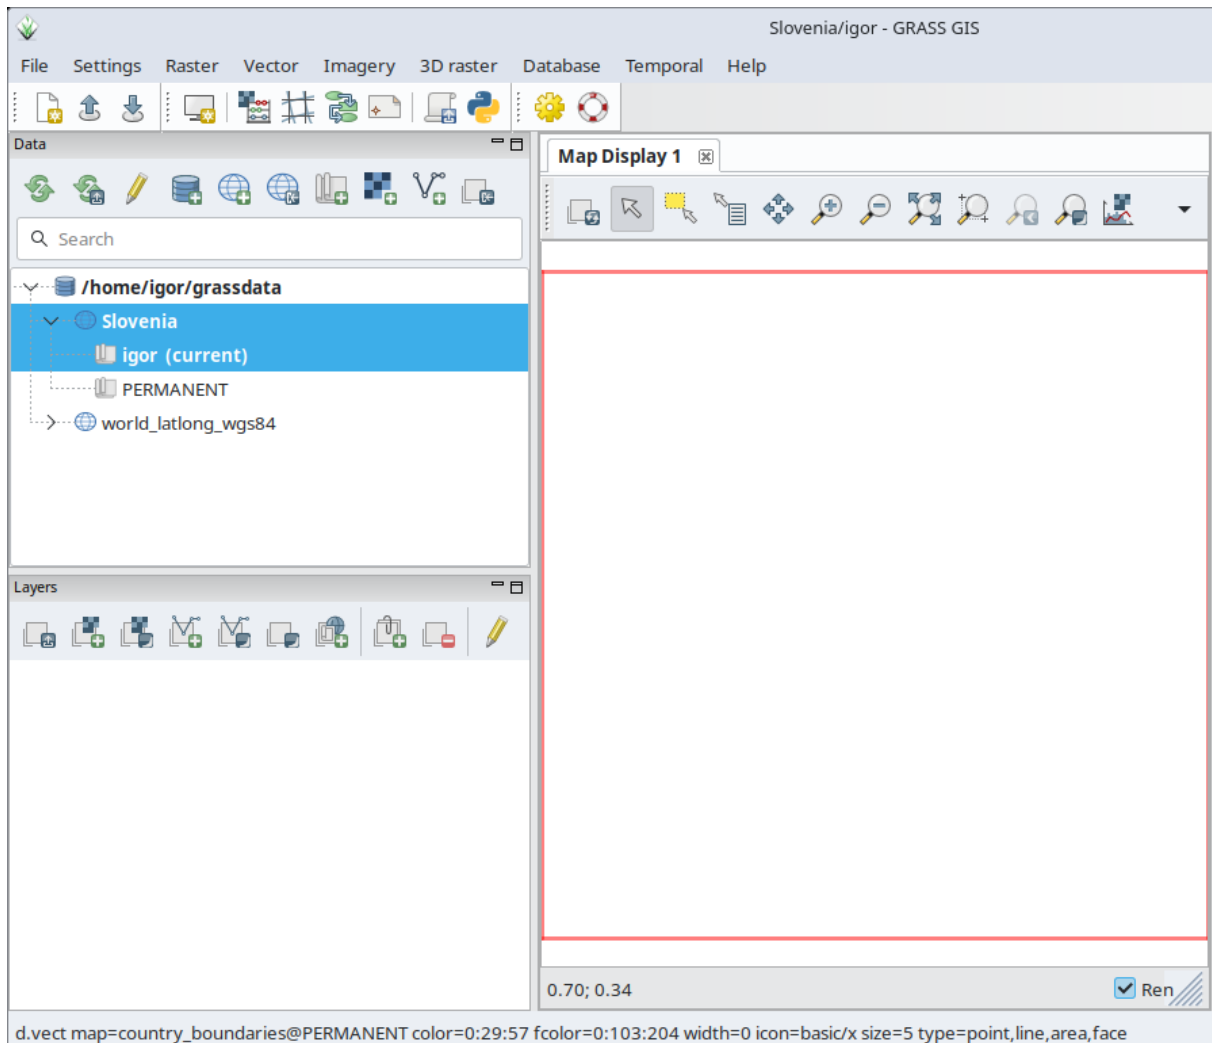 Slovenia/igor - GRASS GIS
File Settings Raster Vector Imagery 3D raster Database Temporal Help
Data
Map Display 1
Search
/home/igor/grassdata
Slovenia
igor (current)
PERMANENT
world_latlong_wgs84
Layers
0.70; 0.34
Ren
d.vect map=country_boundaries@PERMANENT color=0:29:57 fcolor=0:103:204 width=0 icon=basic/x size=5 type=point,line,area,face